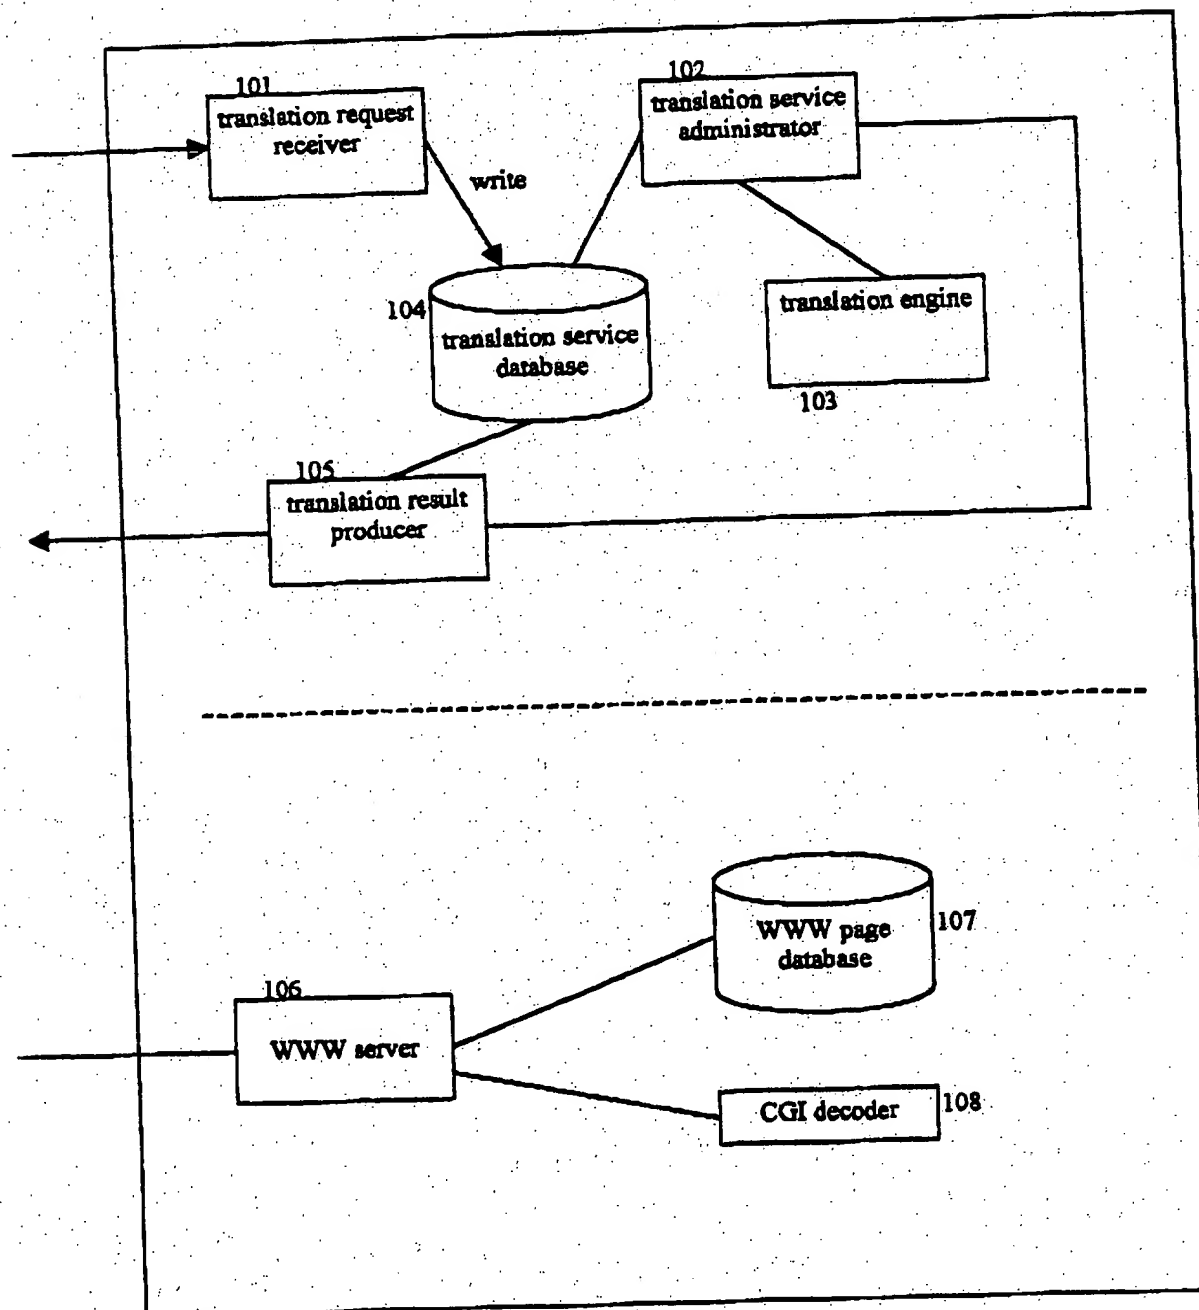 101
translation request
receiver
102
translation service
administrator
write
104
translation service
database
translation engine
103
105
translation result
producer
WWW page
database
107
106
WWW server
CGI decoder
108